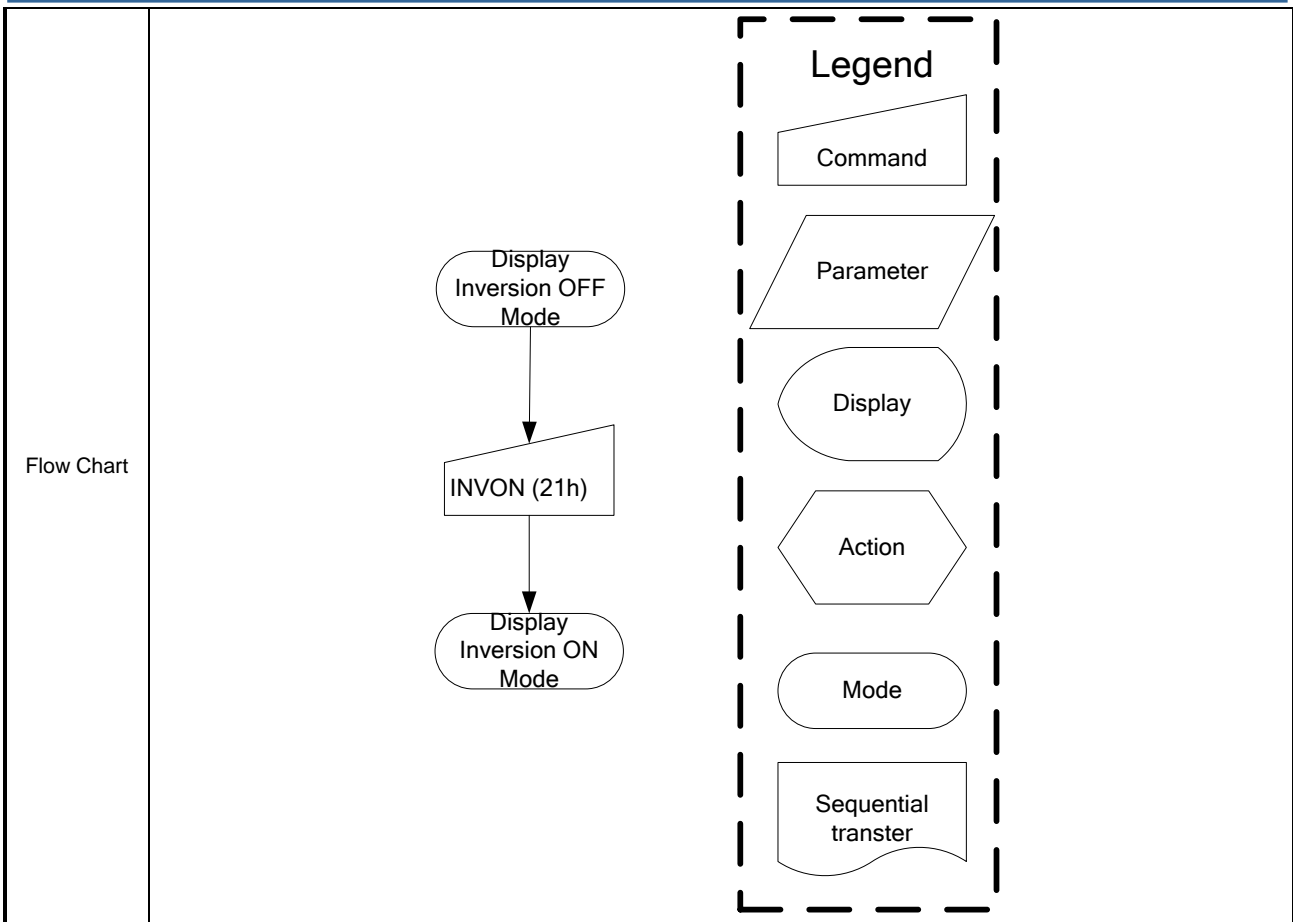 Flow Chart
Display
Inversion OFF
Mode
INVON (21h)
Display
Inversion ON
Mode
Legend
Command
Parameter
Display
Action
Mode
Sequential
transter